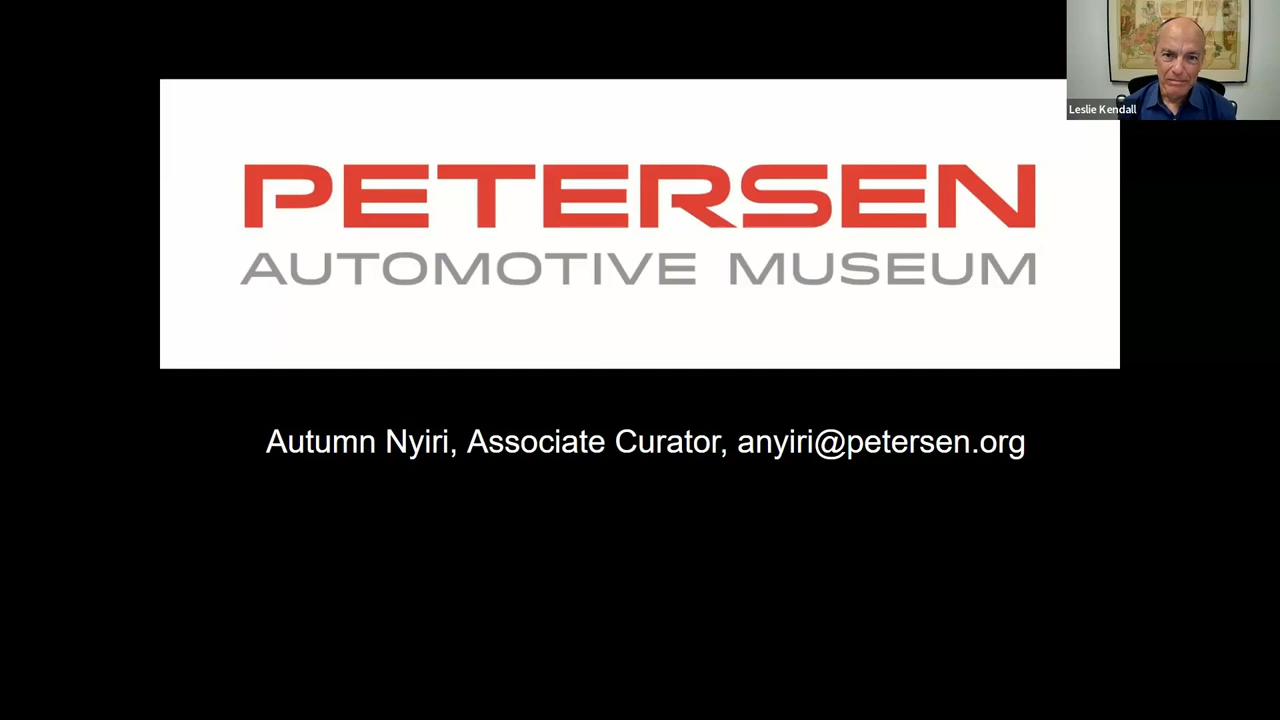 Leslie Kendall
PETERSEN
AUTOMOTIVE MUSEUM
Autumn Nyiri, Associate Curator, anyiri@petersen.org